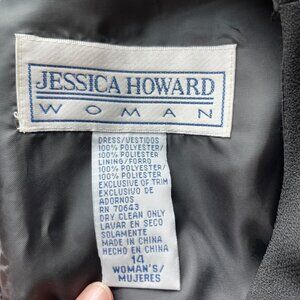 JESSICA HOWARD
WOMAN
DRESS/VESTIDOS
100% POLYESTER/
100% POLIESTER
LINING/FORRO
100% POLYESTER/
100% POLIESTER
EXCLUSIVE OF TRIM
EXCLUSIVO DE
ADORNOS
RN 70643
DRY CLEAN ONLY
LAVAR EN SECO
SOLAMENTE
MADE IN CHINA
HECHO EN CHINA
14
WOMAN'S/
MUJERES